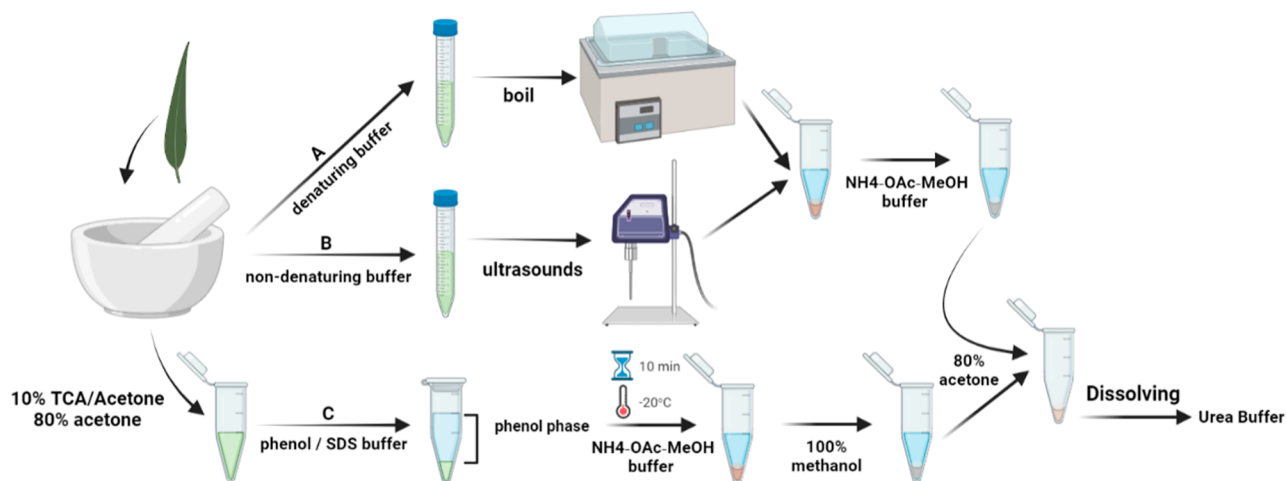 A
denaturing buffer
boil
NH4-OAc-MeOH
buffer
B
non-denaturing buffer
ultrasounds
10% TCA/Acetone
80% acetone
C
phenol / SDS buffer
phenol phase
10 min
-20°C
NH4-OAc-MeOH
buffer
100%
methanol
80%
acetone
Dissolving
Urea Buffer